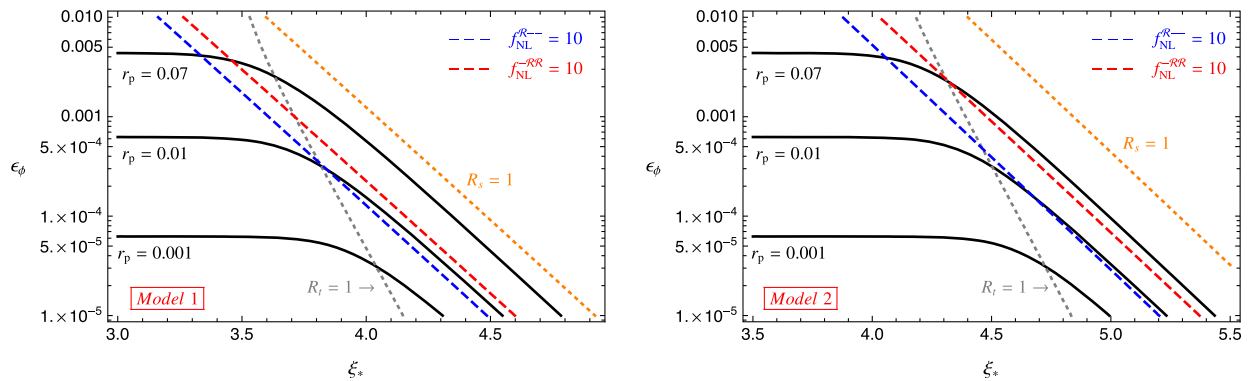 0.010
0.005
0.001
5.×10⁻⁴
1.×10⁻⁴
5.×10⁻⁵
1.×10⁻⁵
ϵ_ϕ
r_p = 0.07
r_p = 0.01
r_p = 0.001
f_NL^{ℛ−−} = 10
f_NL^{−ℛℛ} = 10
R_s = 1
R_t = 1 →
Model 1
3.0 3.5 4.0 4.5
ξ_*
0.010
0.005
0.001
5.×10⁻⁴
1.×10⁻⁴
5.×10⁻⁵
1.×10⁻⁵
ϵ_ϕ
r_p = 0.07
r_p = 0.01
r_p = 0.001
f_NL^{ℛ−−} = 10
f_NL^{−ℛℛ} = 10
R_s = 1
R_t = 1 →
Model 2
3.5 4.0 4.5 5.0 5.5
ξ_*